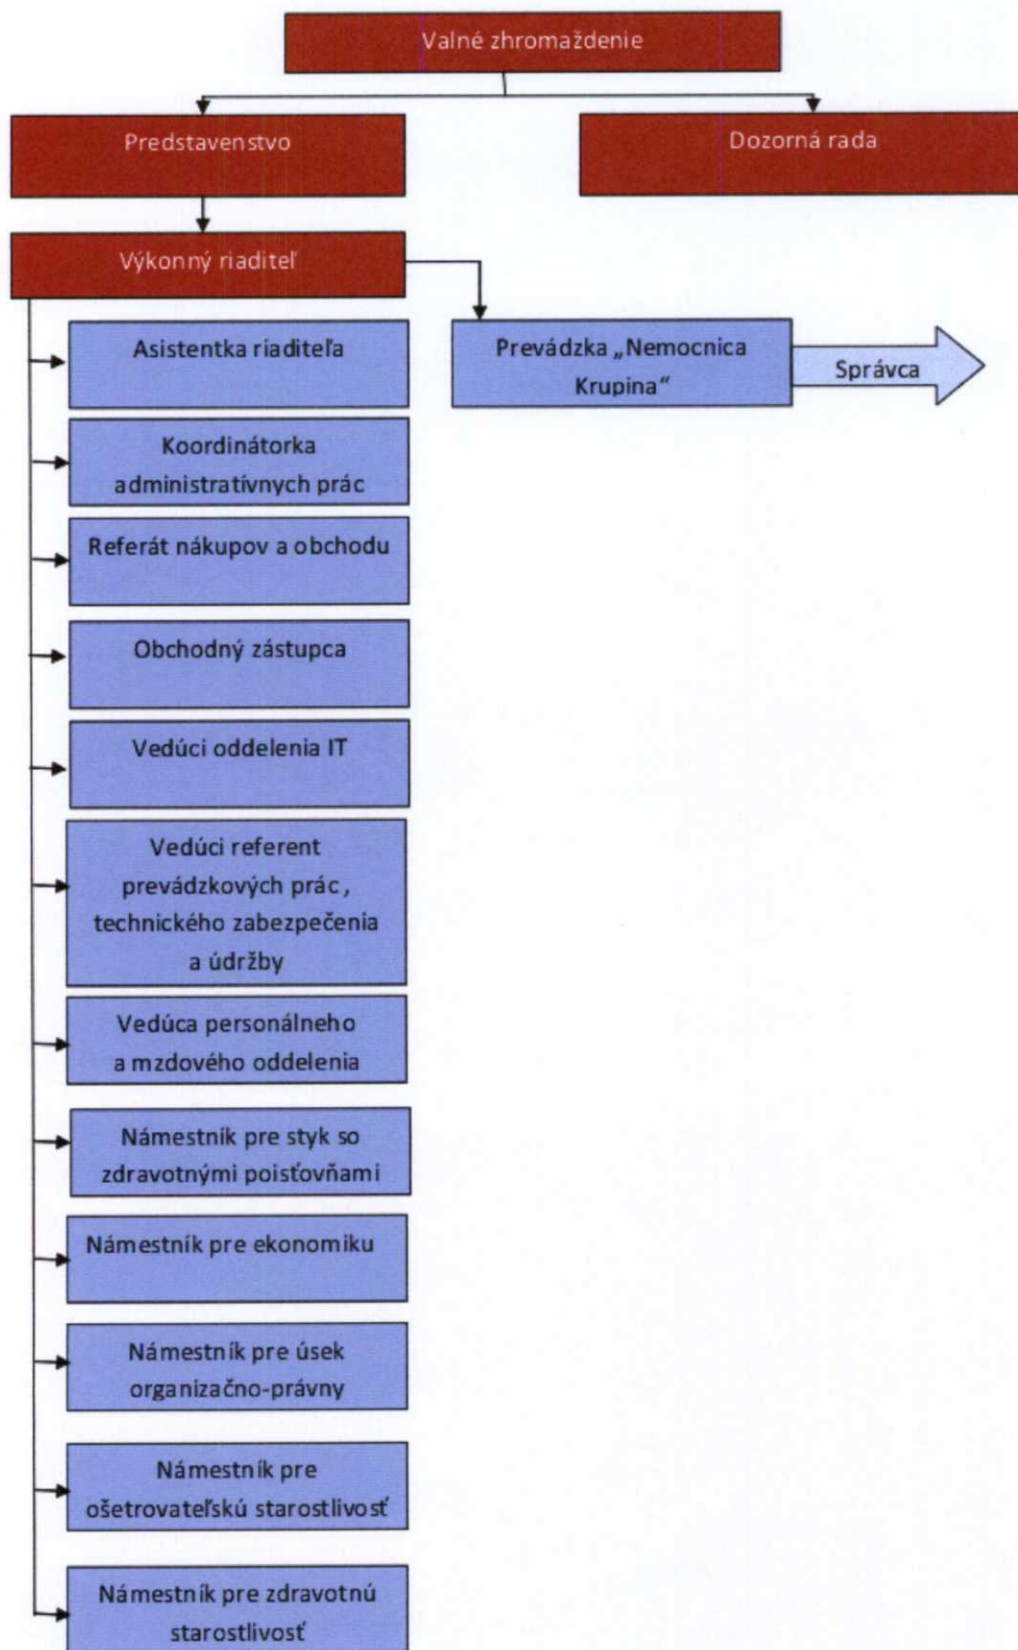 Valné zhromaždenie
Predstavenstvo
Dozorná rada
Výkonný riaditeľ
Asistentka riaditeľa
Prevádzka „Nemocnica
Krupina“
Správca
Koordinátorka
administratívnych prác
Referát nákupov a obchodu
Obchodný zástupca
Vedúci oddelenia IT
Vedúci referent
prevádzkových prác ,
technického zabezpečenia
a údržby
Vedúca personálneho
a mzdového oddelenia
Námestník pre styk so
zdravotnými poisťovňami
Námestník pre ekonomiku
Námestník pre úsek
organizačno-právny
Námestník pre
ošetrovateľskú starostlivosť
Námestník pre zdravotnú
starostlivosť